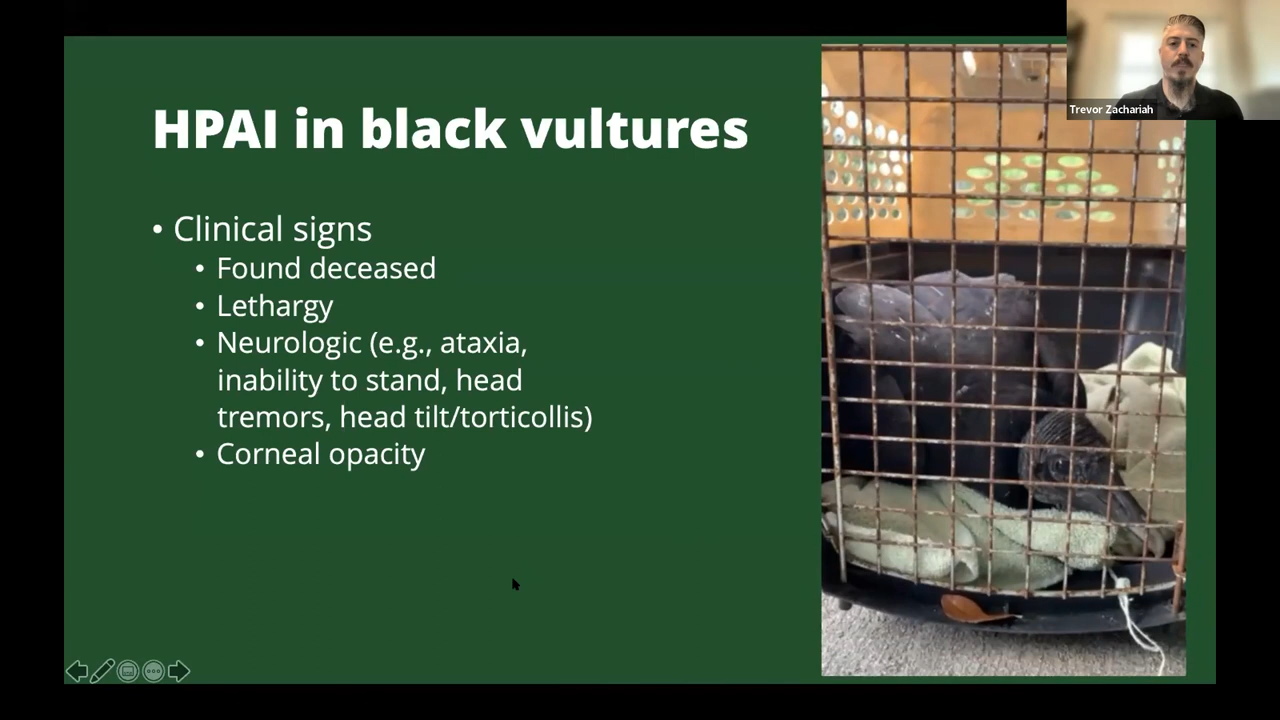 Trevor Zachariah
HPAI in black vultures
• Clinical signs
• Found deceased
• Lethargy
• Neurologic (e.g., ataxia,
inability to stand, head
tremors, head tilt/torticollis)
• Corneal opacity